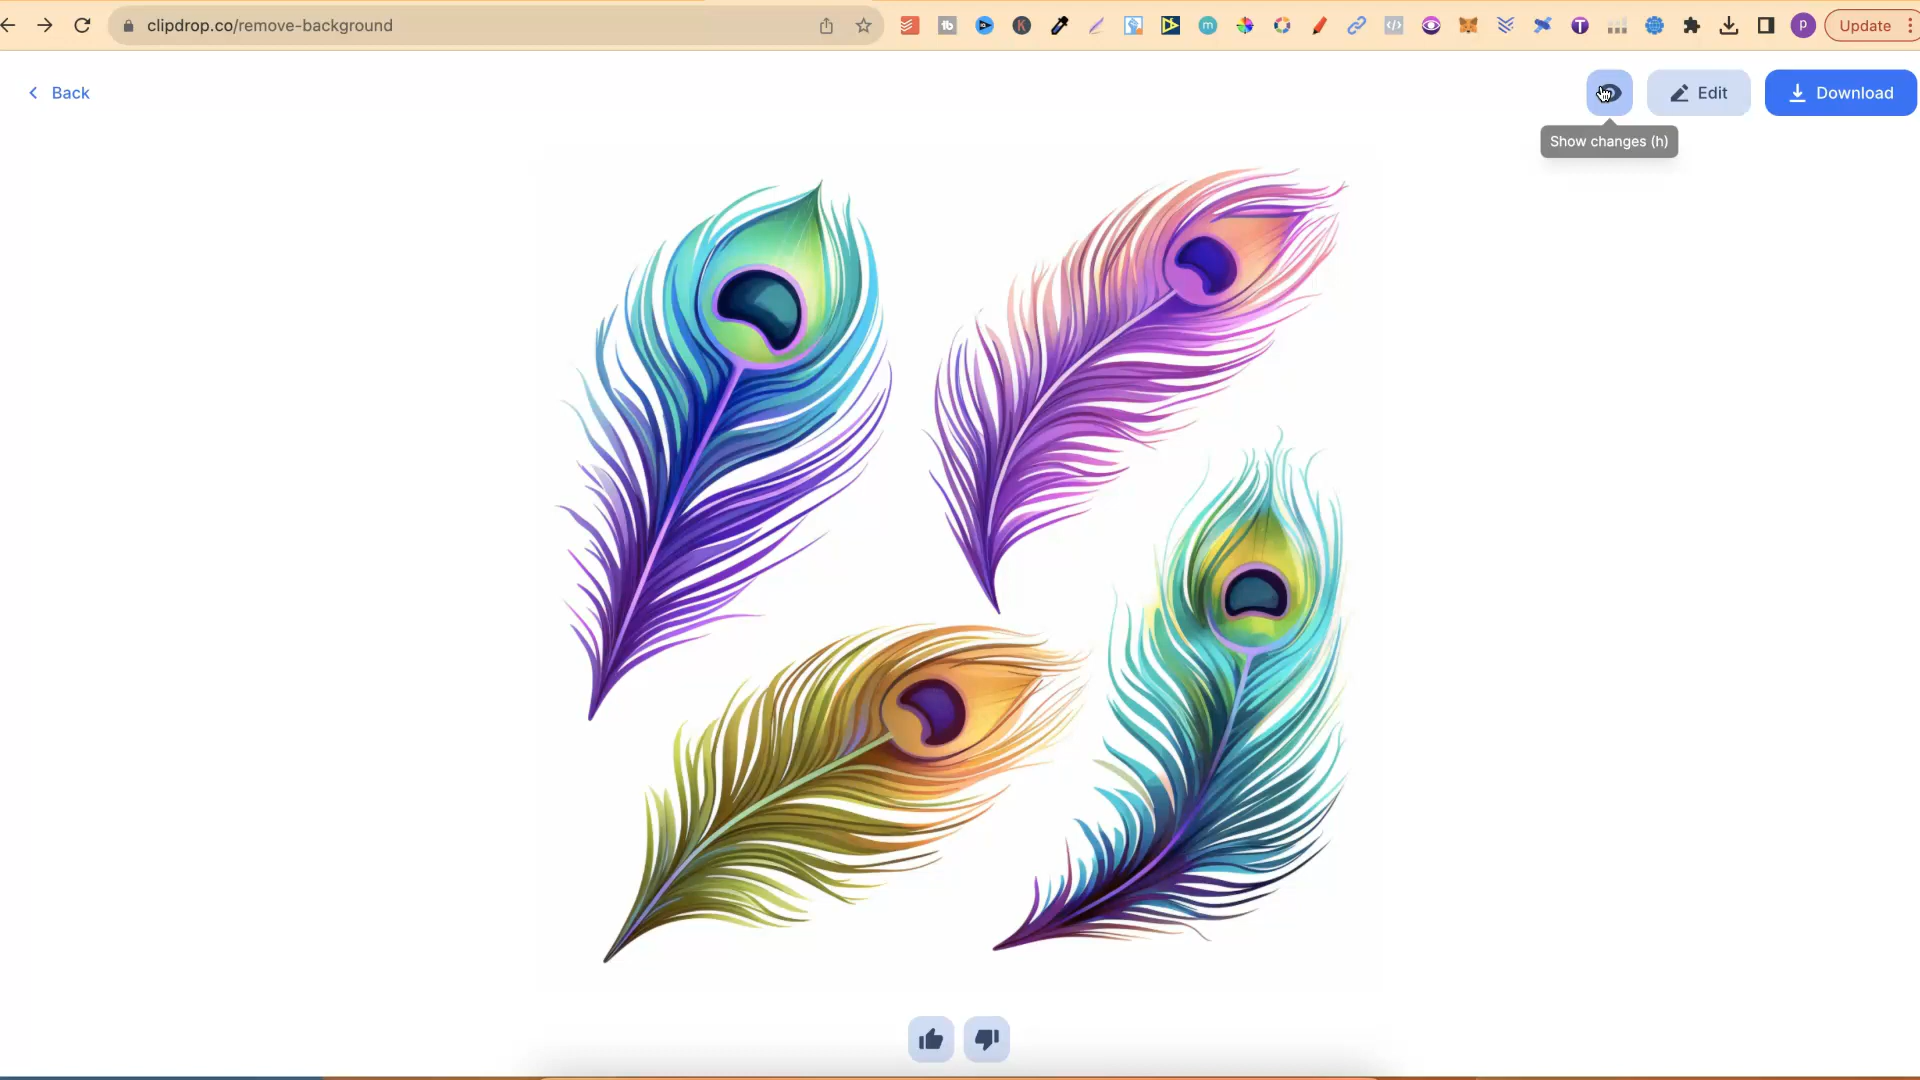 clipdrop.co/remove-background
Update
Back
Edit
Download
Show changes (h)